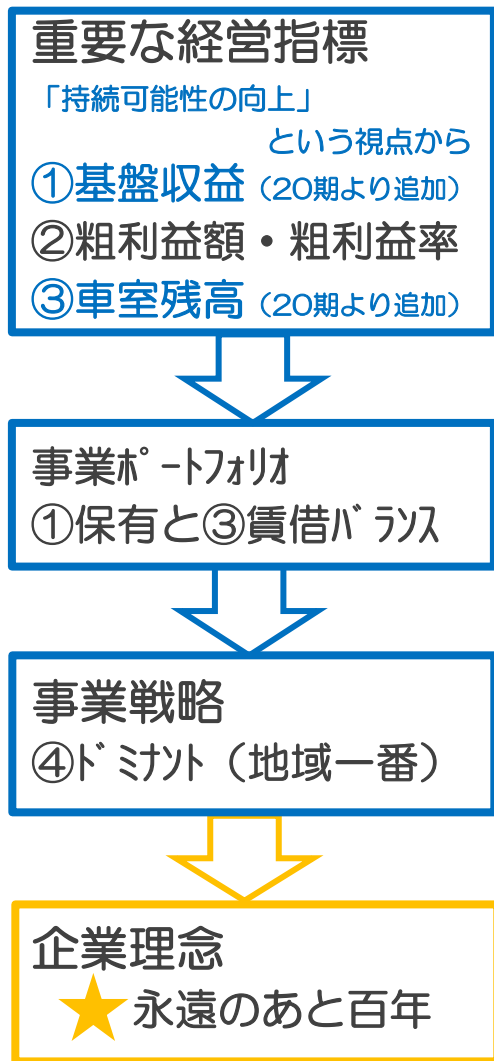 重要な経営指標
「持続可能性の向上」
という視点から
①基盤収益（20期より追加）
②粗利益額・粗利益率
③車室残高（20期より追加）
事業ﾎﾟｰﾄﾌｫﾘｵ
①保有と③賃借ﾊﾞﾗﾝｽ
事業戦略
④ﾄﾞﾐﾅﾝﾄ（地域一番）
企業理念
★永遠のあと百年